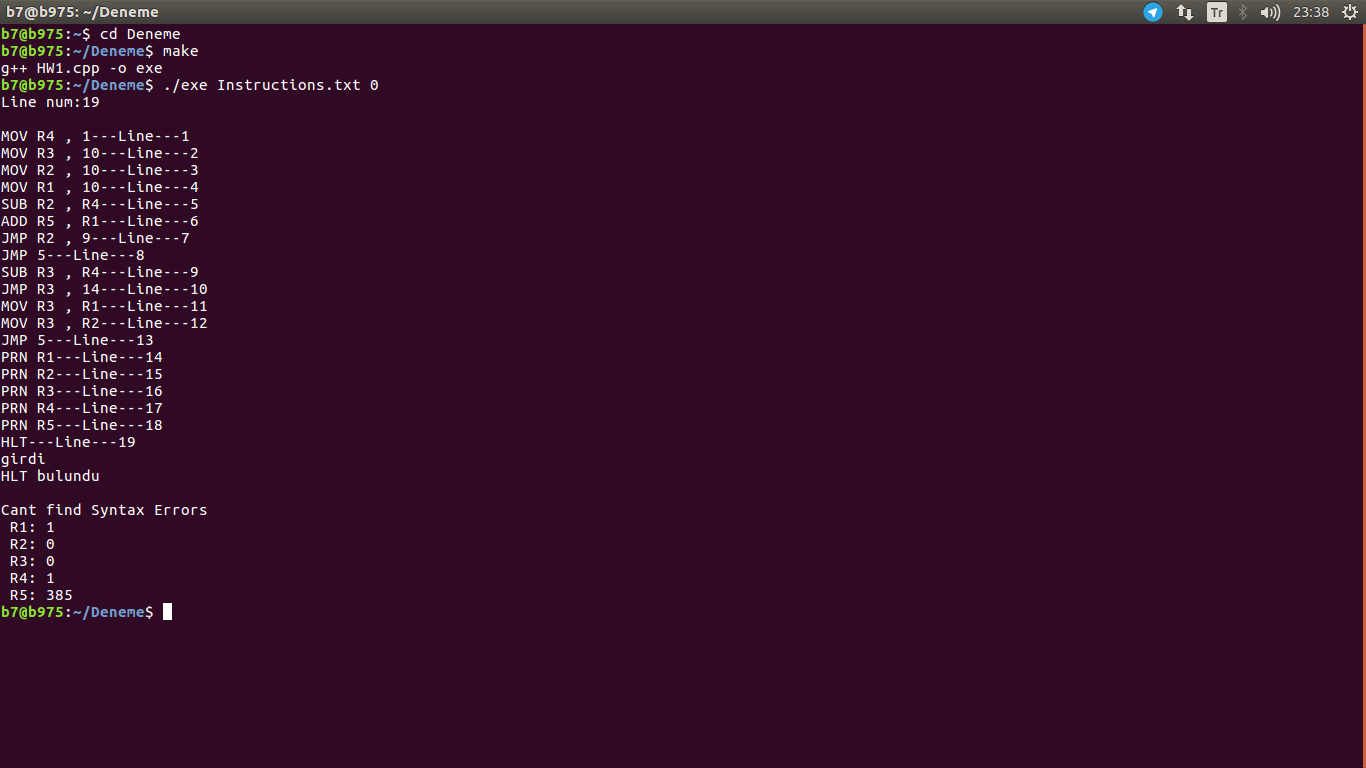 b7@b975: ~/Deneme
Tr
23:38
b7@b975:~$ cd Deneme
b7@b975:~/Deneme$ make
g++ HW1.cpp -o exe
b7@b975:~/Deneme$ ./exe Instructions.txt 0
Line num:19
MOV R4 , 1---Line---1
MOV R3 , 10---Line---2
MOV R2 , 10---Line---3
MOV R1 , 10---Line---4
SUB R2 , R4---Line---5
ADD R5 , R1---Line---6
JMP R2 , 9---Line---7
JMP 5---Line---8
SUB R3 , R4---Line---9
JMP R3 , 14---Line---10
MOV R3 , R1---Line---11
MOV R3 , R2---Line---12
JMP 5---Line---13
PRN R1---Line---14
PRN R2---Line---15
PRN R3---Line---16
PRN R4---Line---17
PRN R5---Line---18
HLT---Line---19
girdi
HLT bulundu
Cant find Syntax Errors
R1: 1
R2: 0
R3: 0
R4: 1
R5: 385
b7@b975:~/Deneme$